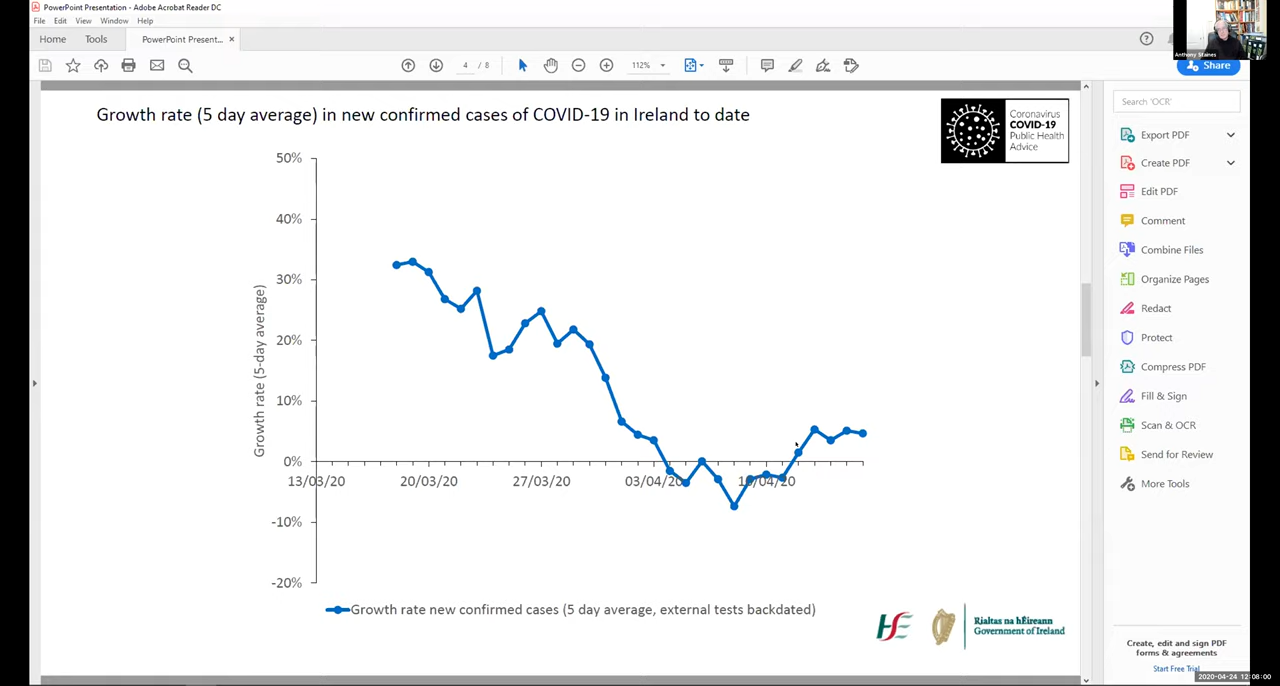 PowerPoint Presentation - Adobe Acrobat Reader DC
File Edit View Window Help
Home Tools PowerPoint Present... ×
4 / 8 112%
Anthony Staines
Share
Growth rate (5 day average) in new confirmed cases of COVID-19 in Ireland to date
Coronavirus
COVID-19
Public Health
Advice
50%
40%
30%
20%
10%
0%
-10%
-20%
Growth rate (5-day average)
13/03/20 20/03/20 27/03/20 03/04/20 10/04/20
Growth rate new confirmed cases (5 day average, external tests backdated)
Rialtas na hÉireann
Government of Ireland
Search 'OCR'
Export PDF
Create PDF
Edit PDF
Comment
Combine Files
Organize Pages
Redact
Protect
Compress PDF
Fill & Sign
Scan & OCR
Send for Review
More Tools
Create, edit and sign PDF
forms & agreements
Start Free Trial
2020-04-24 12:08:00